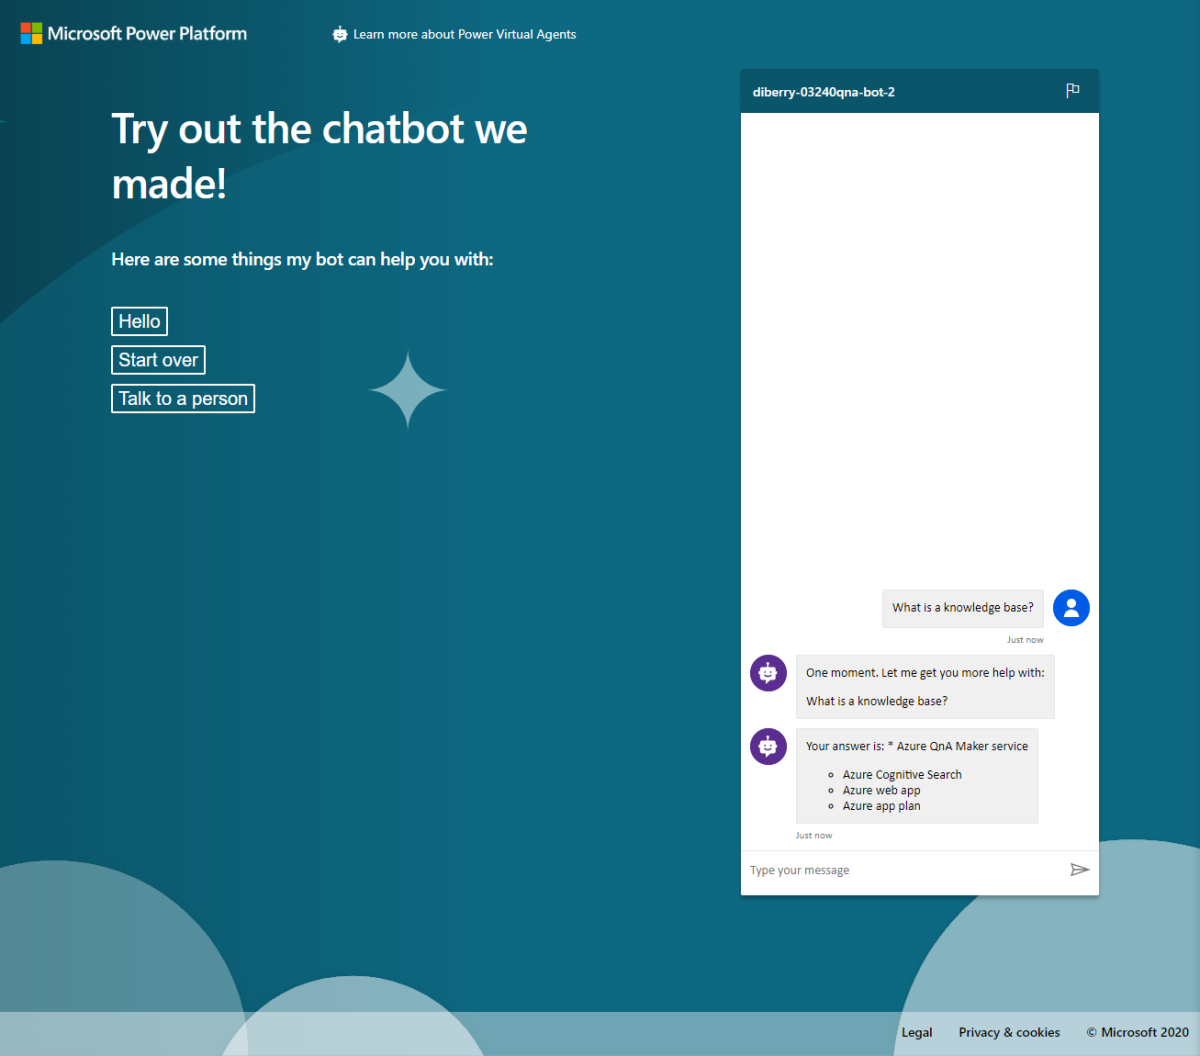 Microsoft Power Platform
Learn more about Power Virtual Agents
Try out the chatbot we
made!
Here are some things my bot can help you with:
Hello
Start over
Talk to a person
diberry-03240qna-bot-2
What is a knowledge base?
Just now
One moment. Let me get you more help with:
What is a knowledge base?
Your answer is: * Azure QnA Maker service
Azure Cognitive Search
Azure web app
Azure app plan
Just now
Type your message
Legal
Privacy & cookies
© Microsoft 2020